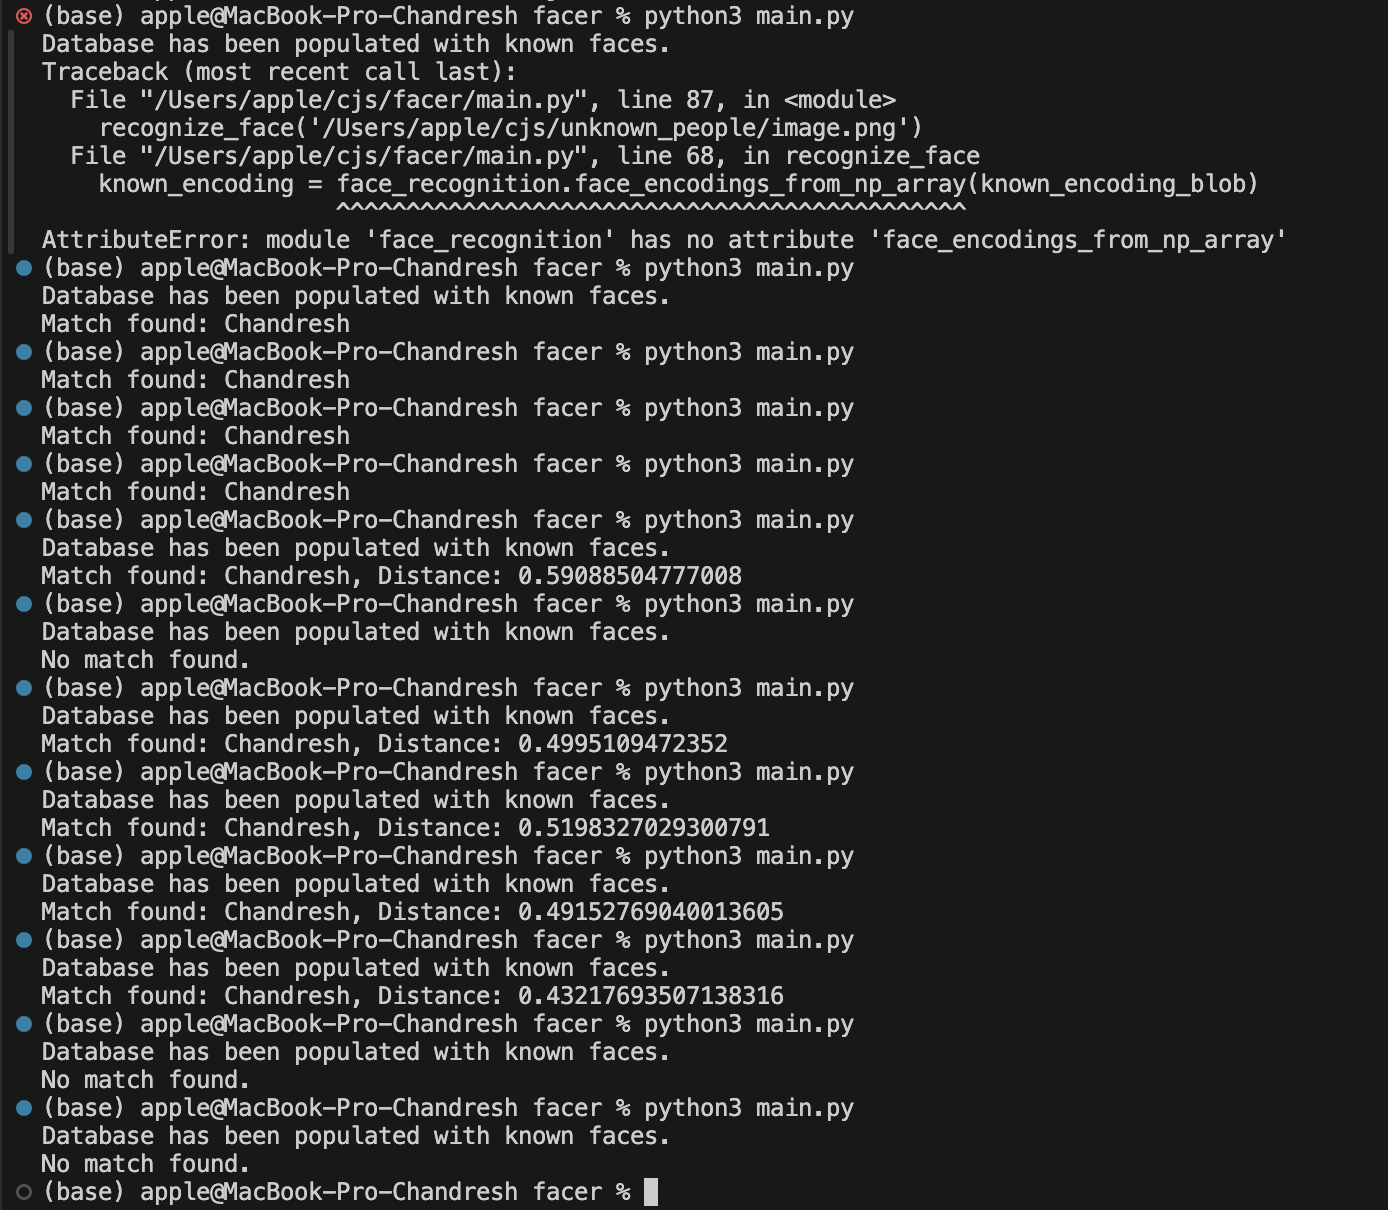 (base) apple@MacBook-Pro-Chandresh facer % python3 main.py
Database has been populated with known faces.
Traceback (most recent call last):
  File "/Users/apple/cjs/facer/main.py", line 87, in <module>
    recognize_face('/Users/apple/cjs/unknown_people/image.png')
  File "/Users/apple/cjs/facer/main.py", line 68, in recognize_face
    known_encoding = face_recognition.face_encodings_from_np_array(known_encoding_blob)
                     ^^^^^^^^^^^^^^^^^^^^^^^^^^^^^^^^^^^^^^^^^^^^^
AttributeError: module 'face_recognition' has no attribute 'face_encodings_from_np_array'
(base) apple@MacBook-Pro-Chandresh facer % python3 main.py
Database has been populated with known faces.
Match found: Chandresh
(base) apple@MacBook-Pro-Chandresh facer % python3 main.py
Match found: Chandresh
(base) apple@MacBook-Pro-Chandresh facer % python3 main.py
Match found: Chandresh
(base) apple@MacBook-Pro-Chandresh facer % python3 main.py
Match found: Chandresh
(base) apple@MacBook-Pro-Chandresh facer % python3 main.py
Database has been populated with known faces.
Match found: Chandresh, Distance: 0.59088504777008
(base) apple@MacBook-Pro-Chandresh facer % python3 main.py
Database has been populated with known faces.
No match found.
(base) apple@MacBook-Pro-Chandresh facer % python3 main.py
Database has been populated with known faces.
Match found: Chandresh, Distance: 0.4995109472352
(base) apple@MacBook-Pro-Chandresh facer % python3 main.py
Database has been populated with known faces.
Match found: Chandresh, Distance: 0.5198327029300791
(base) apple@MacBook-Pro-Chandresh facer % python3 main.py
Database has been populated with known faces.
Match found: Chandresh, Distance: 0.49152769040013605
(base) apple@MacBook-Pro-Chandresh facer % python3 main.py
Database has been populated with known faces.
Match found: Chandresh, Distance: 0.43217693507138316
(base) apple@MacBook-Pro-Chandresh facer % python3 main.py
Database has been populated with known faces.
No match found.
(base) apple@MacBook-Pro-Chandresh facer % python3 main.py
Database has been populated with known faces.
No match found.
(base) apple@MacBook-Pro-Chandresh facer %